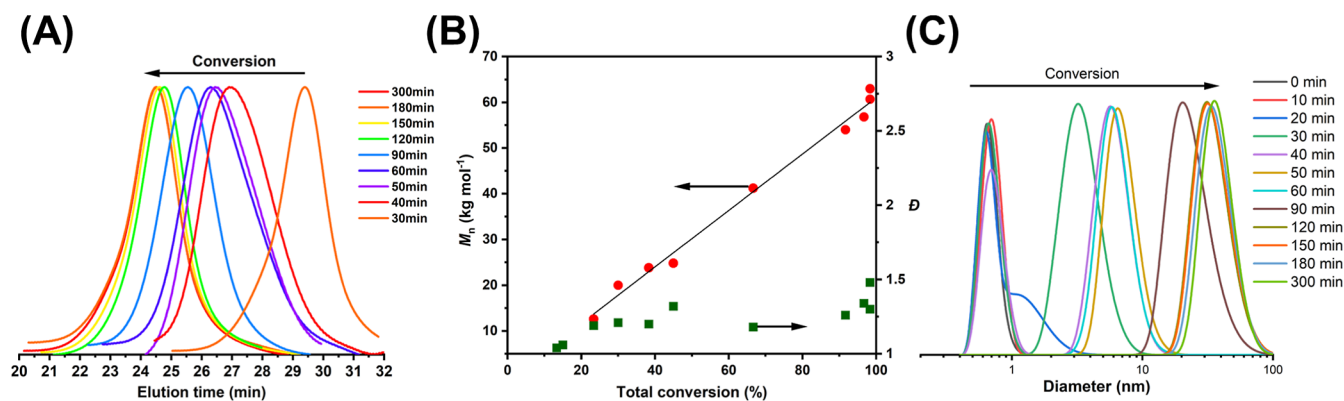 (A)
Conversion
300min
180min
150min
120min
90min
60min
50min
40min
30min
20 21 22 23 24 25 26 27 28 29 30 31 32
Elution time (min)
(B)
70
60
50
40
30
20
10
Mn (kg mol-1)
3
2.5
2
1.5
1
Đ
0 20 40 60 80 100
Total conversion (%)
(C)
Conversion
0 min
10 min
20 min
30 min
40 min
50 min
60 min
90 min
120 min
150 min
180 min
300 min
1 10 100
Diameter (nm)